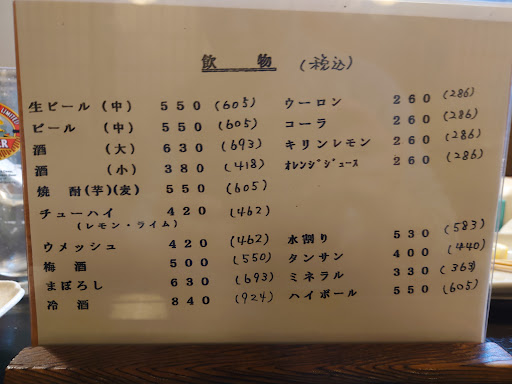 飲 物 (税込)
生ビール(中) 550 (605)
ビール (中) 550 (605)
酒 (大) 630 (693)
酒 (小) 380 (418)
焼 酎(芋)(麦) 550 (605)
チューハイ 420 (462)
(レモン・ライム)
ウメッシュ 420 (462)
梅 酒 500 (550)
まぼろし 630 (693)
冷 酒 840 (924)
ウーロン 260 (286)
コーラ 260 (286)
キリンレモン 260 (286)
オレンジジュース 260 (286)
水割り 530 (583)
タンサン 400 (440)
ミネラル 330 (363)
ハイボール 550 (605)